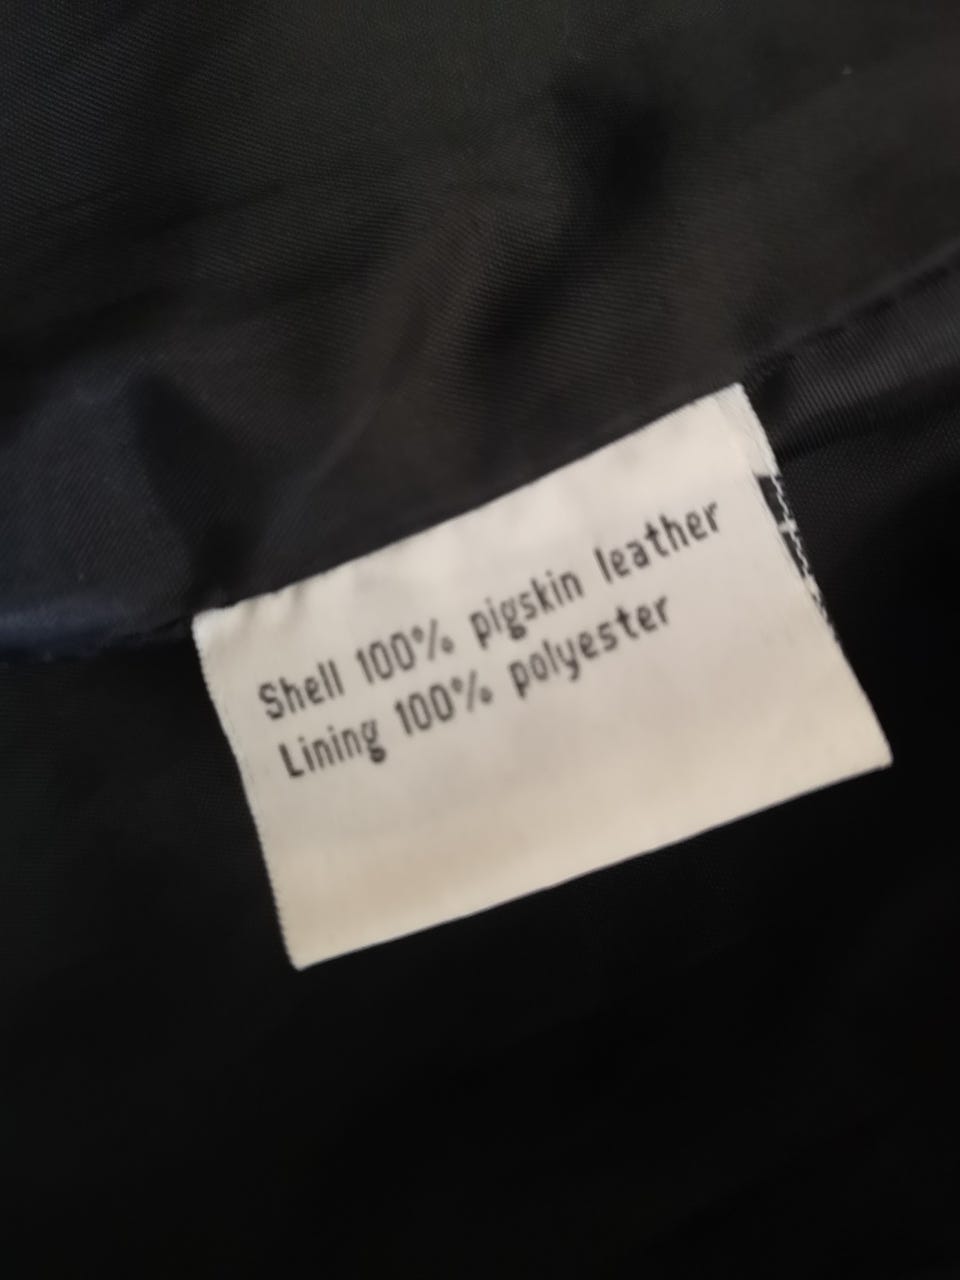 Shell 100% pigskin leather
Lining 100% polyester